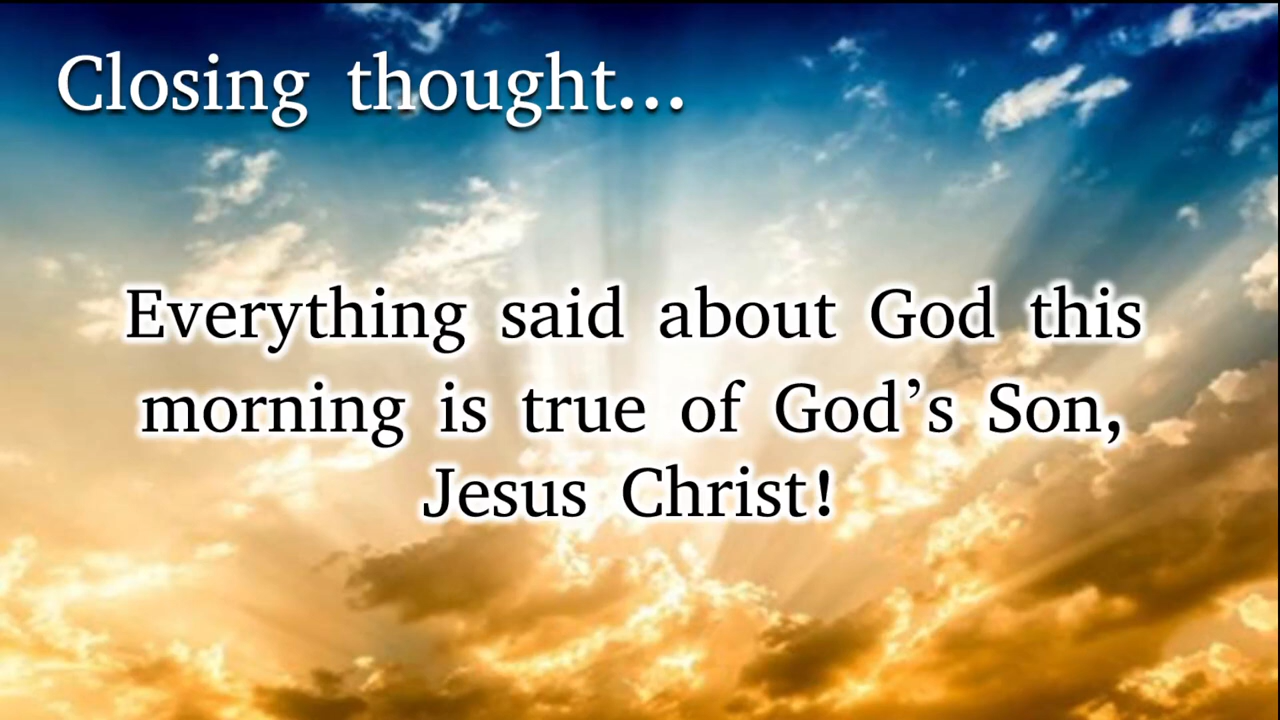 Closing thought...
Everything said about God this
morning is true of God’s Son,
Jesus Christ!